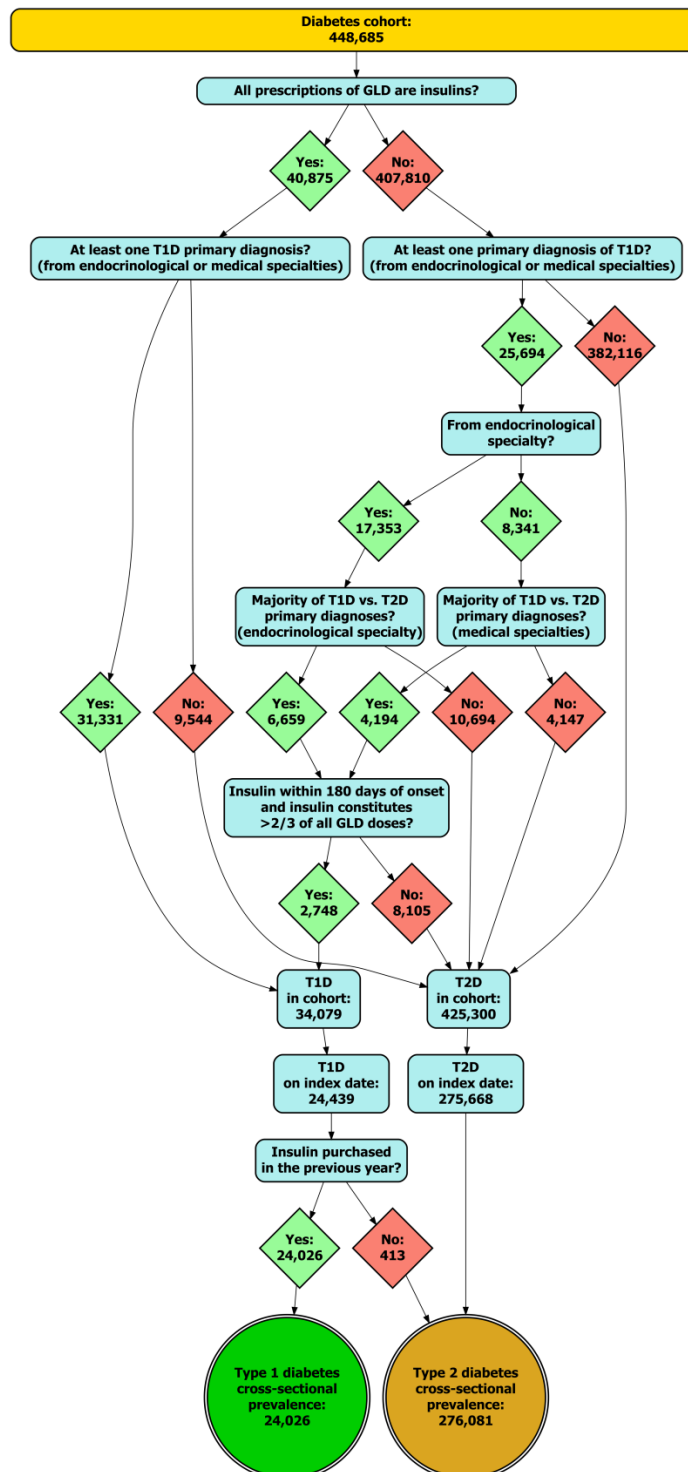 Diabetes cohort:
448,685
All prescriptions of GLD are insulins?
Yes:
40,875
No:
407,810
At least one T1D primary diagnosis?
(from endocrinological or medical specialties)
At least one primary diagnosis of T1D?
(from endocrinological or medical specialties)
Yes:
25,694
No:
382,116
From endocrinological
specialty?
Yes:
17,353
No:
8,341
Majority of T1D vs. T2D
primary diagnoses?
(endocrinological specialty)
Majority of T1D vs. T2D
primary diagnoses?
(medical specialties)
Yes:
31,331
No:
9,544
Yes:
6,659
Yes:
4,194
No:
10,694
No:
4,147
Insulin within 180 days of onset
and insulin constitutes
>2/3 of all GLD doses?
Yes:
2,748
No:
8,105
T1D
in cohort:
34,079
T2D
in cohort:
425,300
T1D
on index date:
24,439
T2D
on index date:
275,668
Insulin purchased
in the previous year?
Yes:
24,026
No:
413
Type 1 diabetes
cross-sectional
prevalence:
24,026
Type 2 diabetes
cross-sectional
prevalence:
276,081